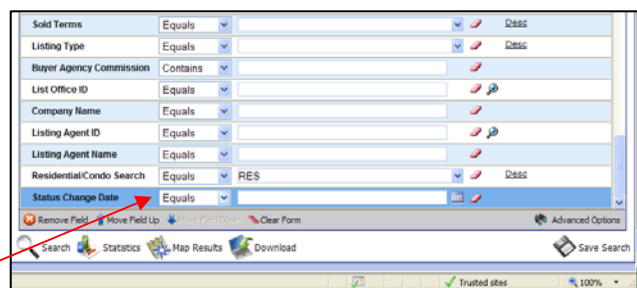 Sold Terms Equals Desc
Listing Type Equals Desc
Buyer Agency Commission Contains
List Office ID Equals
Company Name Equals
Listing Agent ID Equals
Listing Agent Name Equals
Residential/Condo Search Equals RES Desc
Status Change Date Equals
Remove Field Move Field Up Move Field Down Clear Form Advanced Options
Search Statistics Map Results Download Save Search
Trusted sites 100%